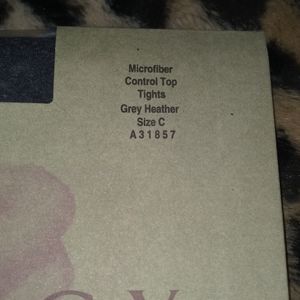 Microfiber
Control Top
Tights
Grey Heather
Size C
A31857